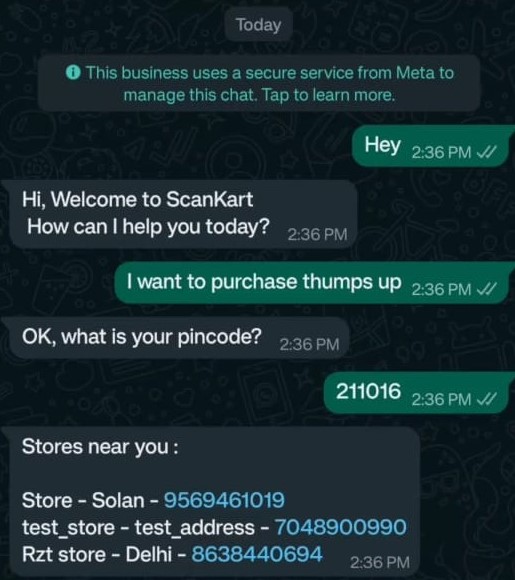 Today
This business uses a secure service from Meta to
manage this chat. Tap to learn more.
Hey 2:36 PM
Hi, Welcome to ScanKart
How can I help you today? 2:36 PM
I want to purchase thumps up 2:36 PM
OK, what is your pincode? 2:36 PM
211016 2:36 PM
Stores near you :
Store - Solan - 9569461019
test_store - test_address - 7048900990
Rzt store - Delhi - 8638440694 2:36 PM